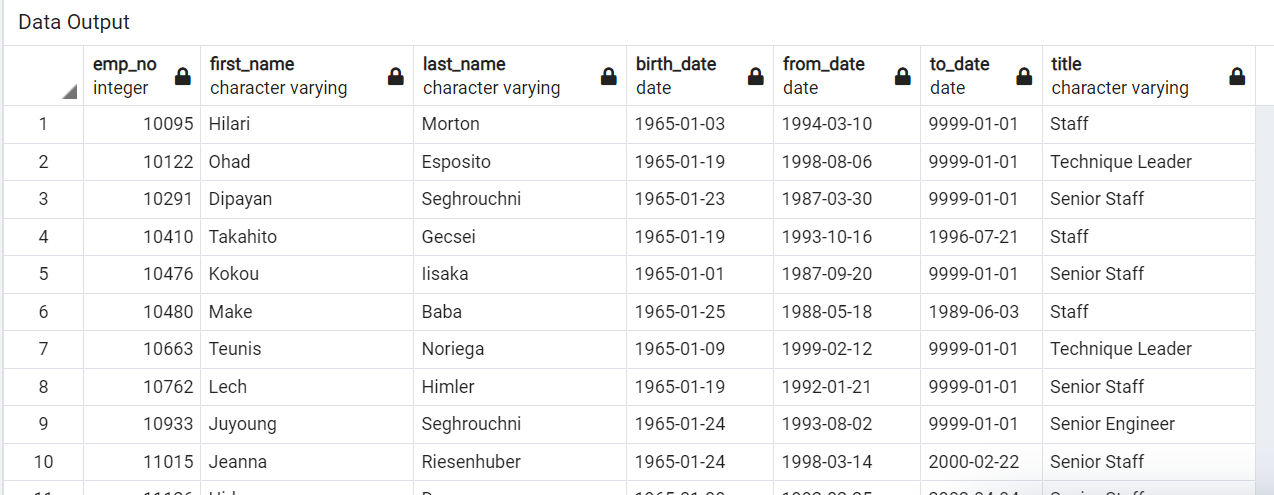 Data Output
emp_no first_name last_name birth_date from_date to_date title
integer character varying character varying date date date character varying
1 10095 Hilari Morton 1965-01-03 1994-03-10 9999-01-01 Staff
2 10122 Ohad Esposito 1965-01-19 1998-08-06 9999-01-01 Technique Leader
3 10291 Dipayan Seghrouchni 1965-01-23 1987-03-30 9999-01-01 Senior Staff
4 10410 Takahito Gecsei 1965-01-19 1993-10-16 1996-07-21 Staff
5 10476 Kokou Iisaka 1965-01-01 1987-09-20 9999-01-01 Senior Staff
6 10480 Make Baba 1965-01-25 1988-05-18 1989-06-03 Staff
7 10663 Teunis Noriega 1965-01-09 1999-02-12 9999-01-01 Technique Leader
8 10762 Lech Himler 1965-01-19 1992-01-21 9999-01-01 Senior Staff
9 10933 Juyoung Seghrouchni 1965-01-24 1993-08-02 9999-01-01 Senior Engineer
10 11015 Jeanna Riesenhuber 1965-01-24 1998-03-14 2000-02-22 Senior Staff